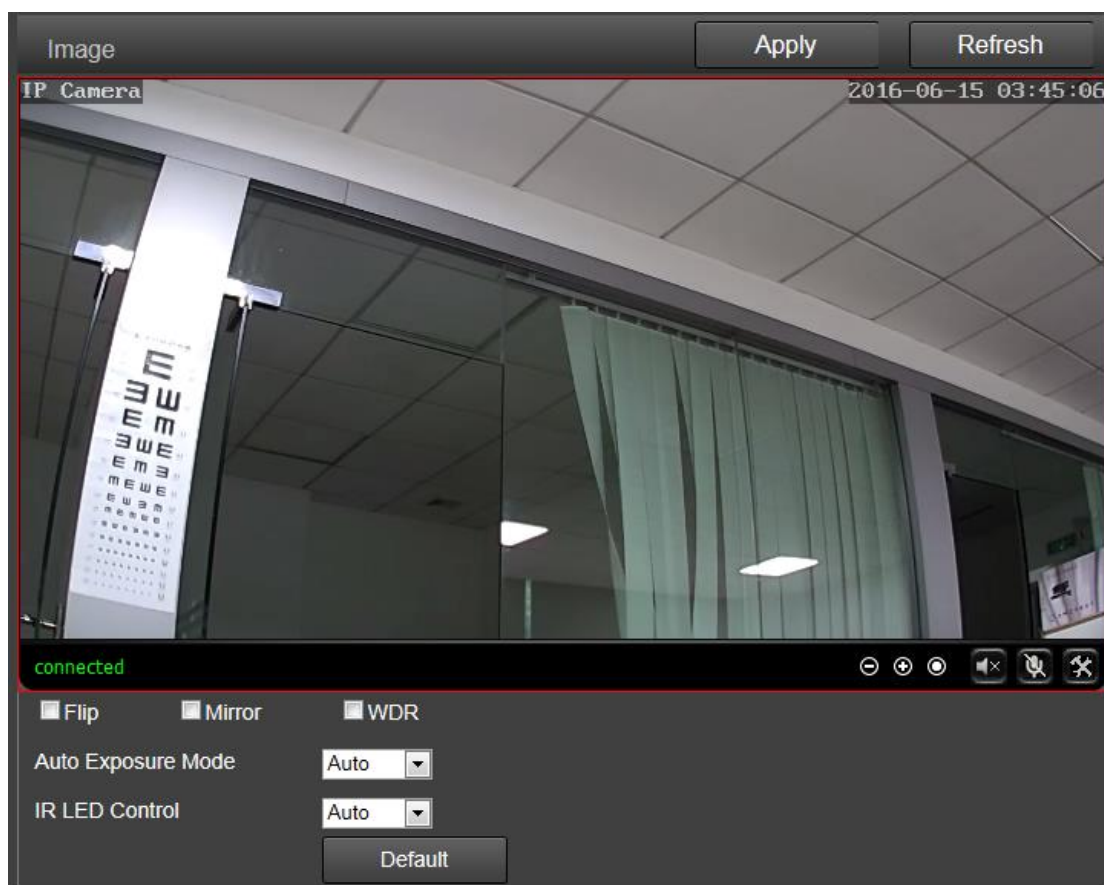 Image
Apply
Refresh
IP Camera
2016-06-15 03:45:06
E
E
connected
Flip
Mirror
WDR
Auto Exposure Mode
Auto
IR LED Control
Auto
Default